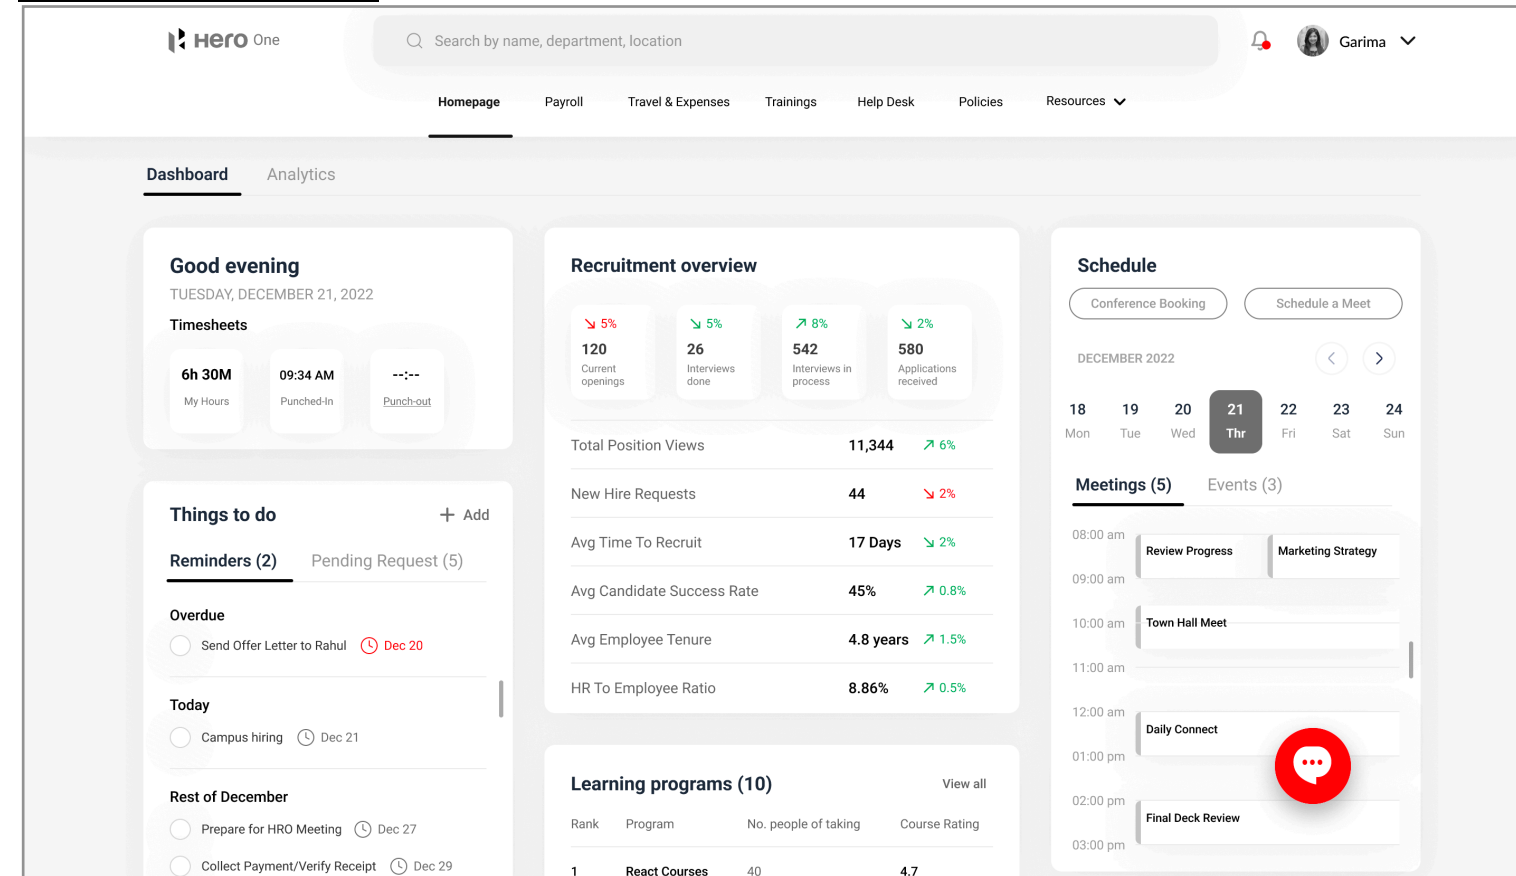 Hero One
Search by name, department, location
Garima
Homepage Payroll Travel & Expenses Trainings Help Desk Policies Resources
Dashboard Analytics
Good evening
TUESDAY, DECEMBER 21, 2022
Timesheets
6h 30M
My Hours
09:34 AM
Punched-In
--:--
Punch-out
Things to do
Add
Reminders (2) Pending Request (5)
Overdue
Send Offer Letter to Rahul Dec 20
Today
Campus hiring Dec 21
Rest of December
Prepare for HRO Meeting Dec 27
Collect Payment/Verify Receipt Dec 29
Recruitment overview
5%
120
Current
openings
5%
26
Interviews
done
8%
542
Interviews in
process
2%
580
Applications
received
Total Position Views 11,344 6%
New Hire Requests 44 2%
Avg Time To Recruit 17 Days 2%
Avg Candidate Success Rate 45% 0.8%
Avg Employee Tenure 4.8 years 1.5%
HR To Employee Ratio 8.86% 0.5%
Learning programs (10) View all
Rank Program No. people of taking Course Rating
1 React Courses 40 4.7
Schedule
Conference Booking Schedule a Meet
DECEMBER 2022
18 19 20 21 22 23 24
Mon Tue Wed Thr Fri Sat Sun
Meetings (5) Events (3)
08:00 am
Review Progress Marketing Strategy
09:00 am
10:00 am Town Hall Meet
11:00 am
12:00 am
Daily Connect
01:00 pm
02:00 pm
Final Deck Review
03:00 pm